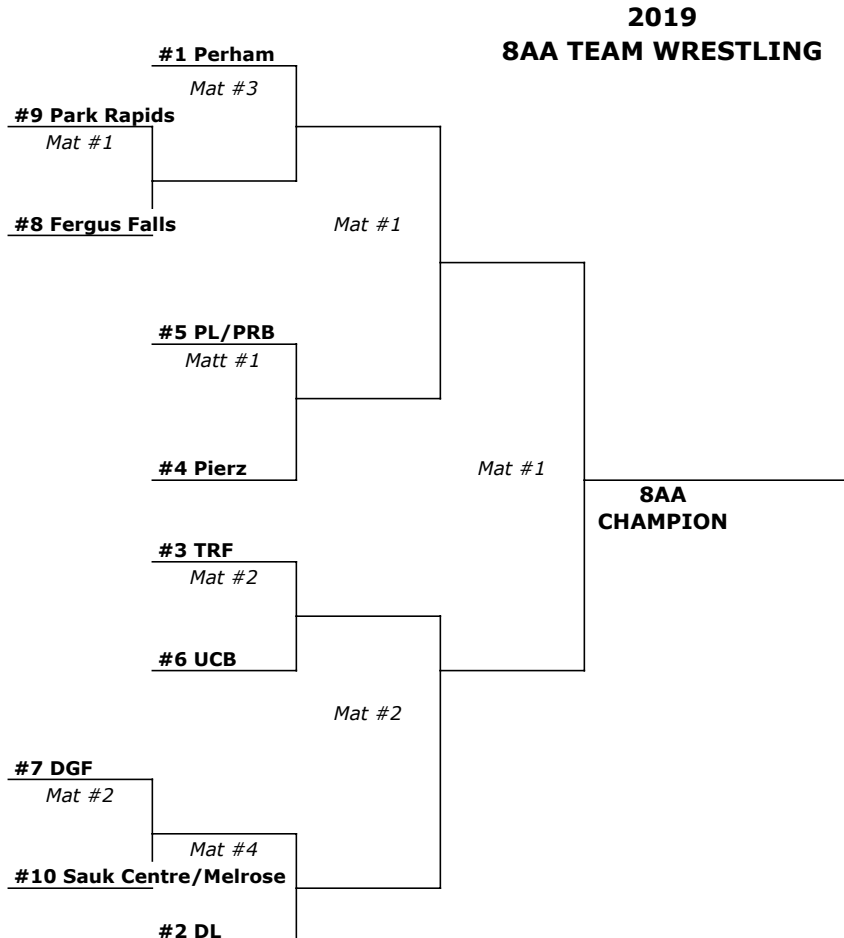 2019
8AA TEAM WRESTLING
#1 Perham
Mat #3
#9 Park Rapids
Mat #1
#8 Fergus Falls
Mat #1
#5 PL/PRB
Matt #1
#4 Pierz
Mat #1
8AA
CHAMPION
#3 TRF
Mat #2
#6 UCB
Mat #2
#7 DGF
Mat #2
Mat #4
#10 Sauk Centre/Melrose
#2 DL